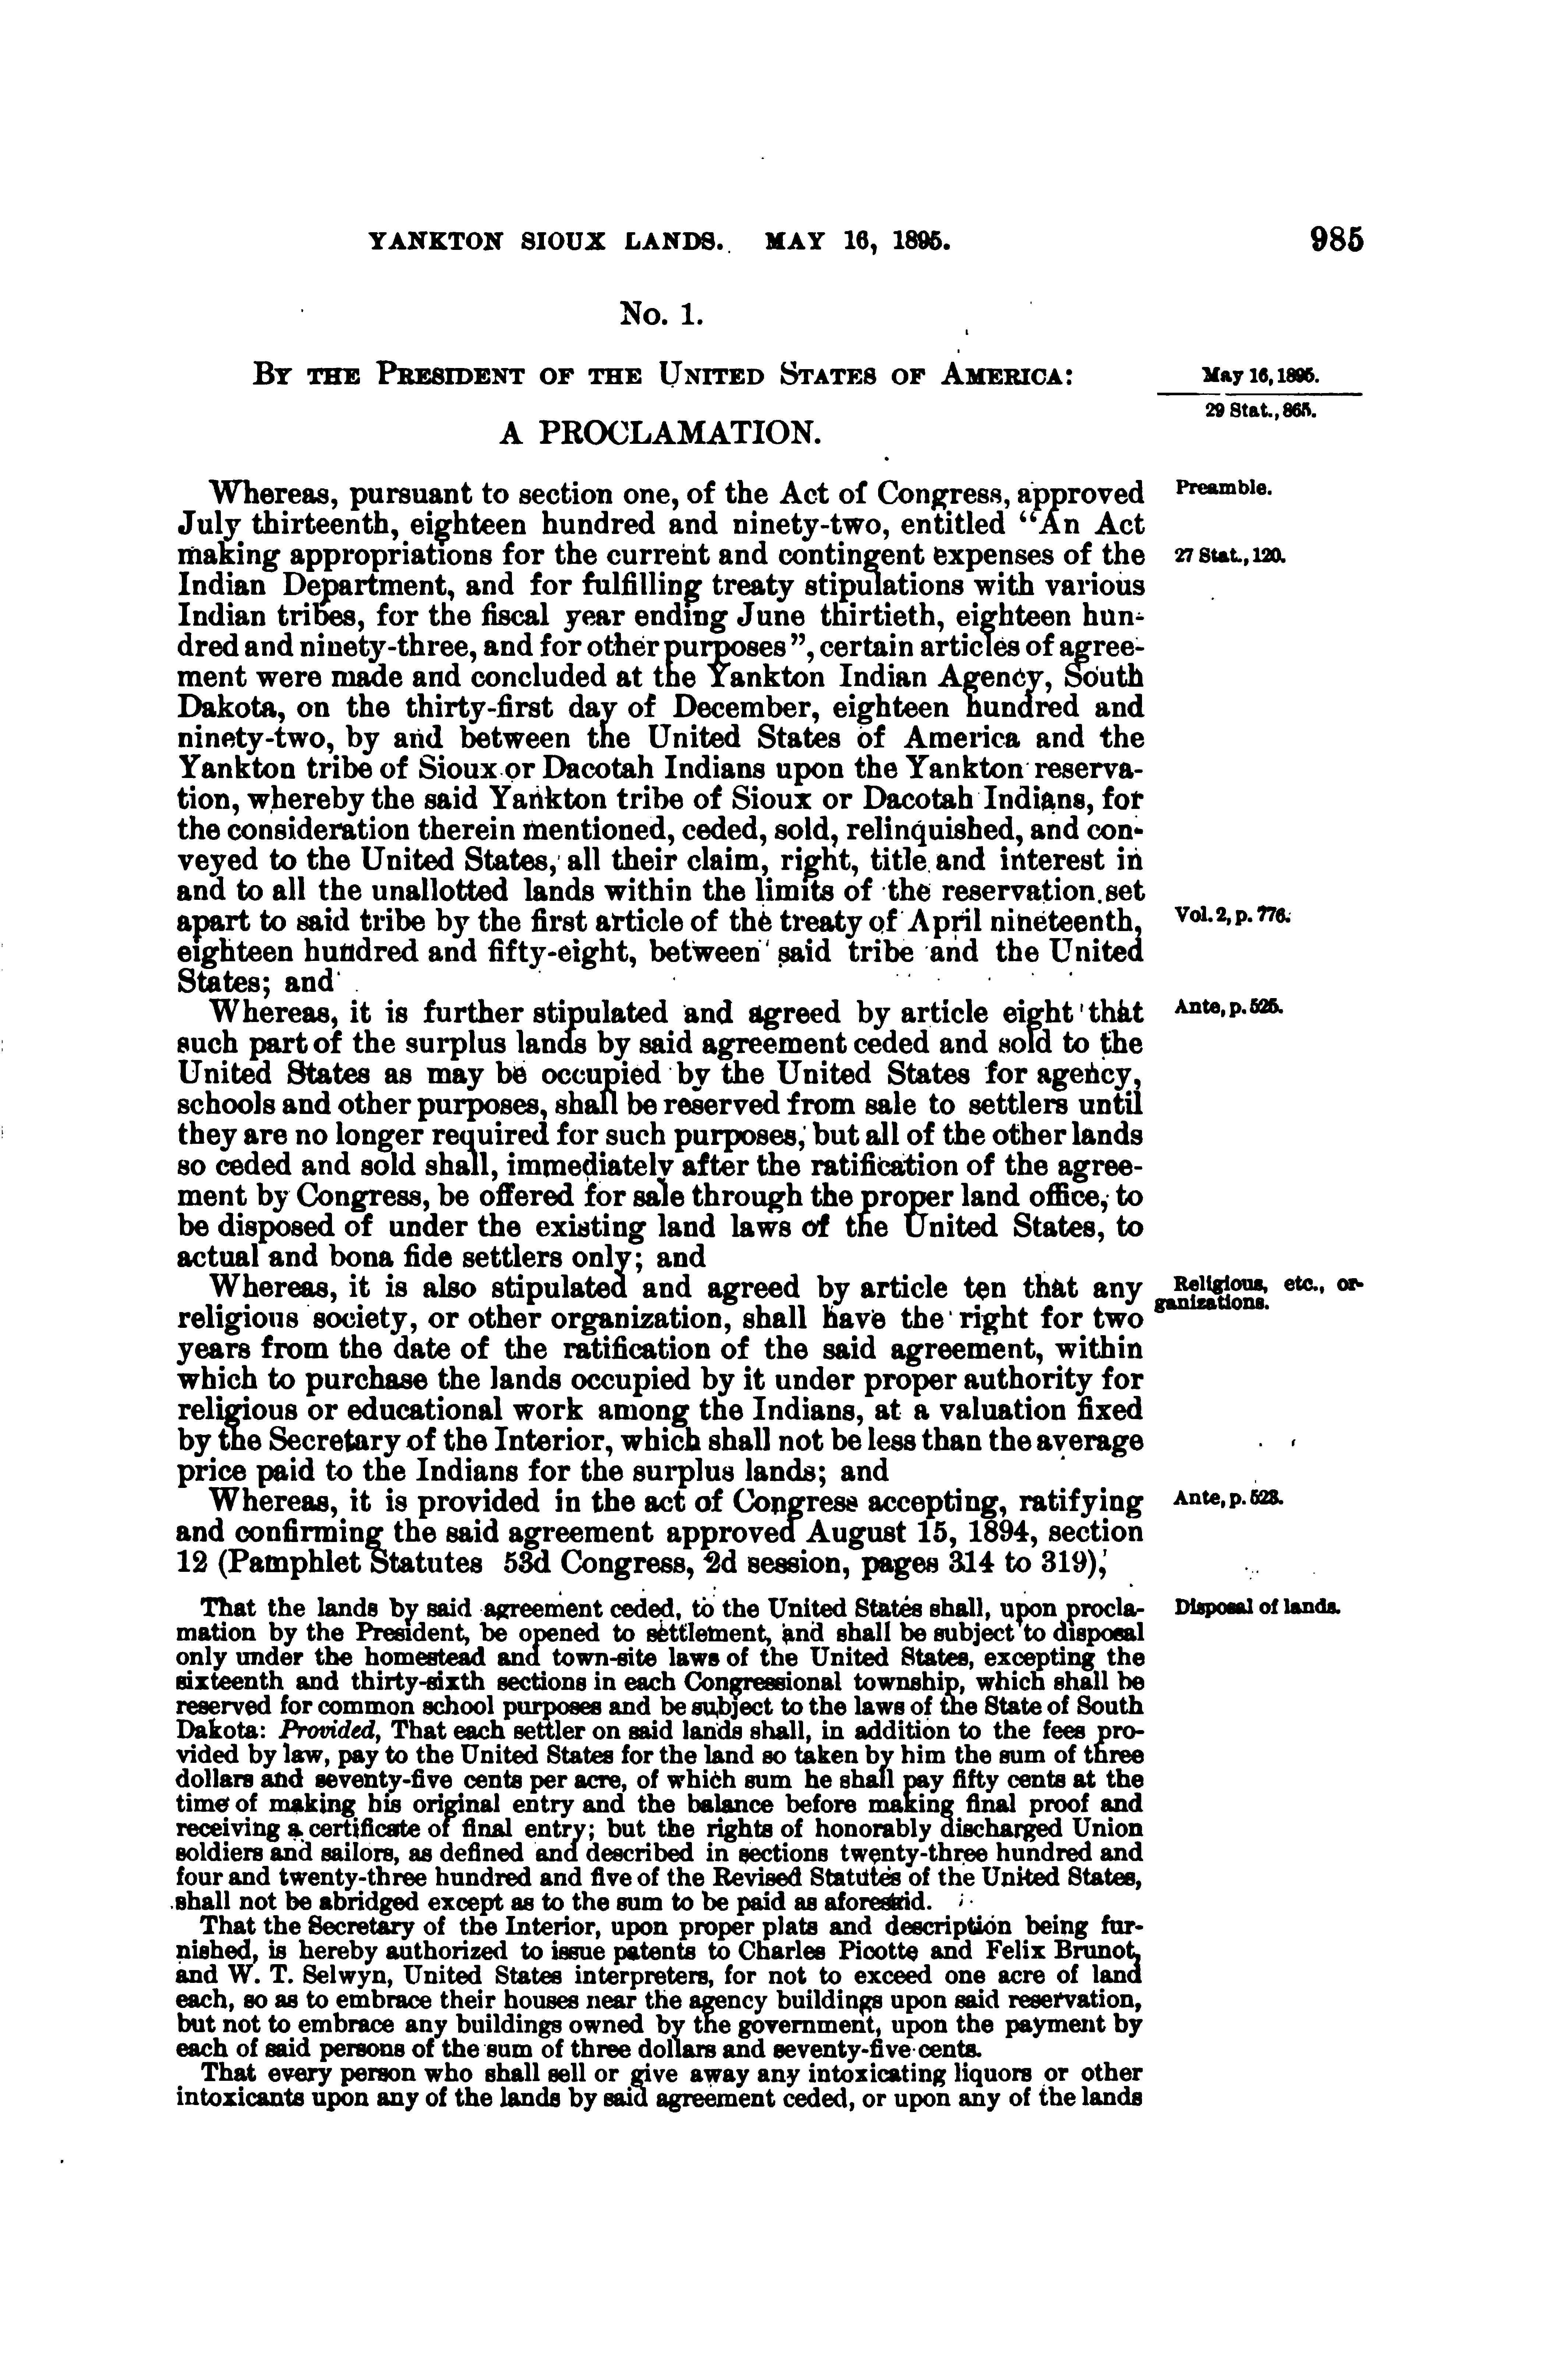 YANKTON SIOUX LANDS. MAY 16, 1895. 985
No. 1.
BY THE PRESIDENT OF THE UNITED STATES OF AMERICA:
May 16, 1895.
29 Stat., 865.
A PROCLAMATION.
Whereas, pursuant to section one, of the Act of Congress, approved
Preamble.
July thirteenth, eighteen hundred and ninety-two, entitled "An Act
making appropriations for the current and contingent expenses of the
27 Stat., 120.
Indian Department, and for fulfilling treaty stipulations with various
Indian tribes, for the fiscal year ending June thirtieth, eighteen hun-
dred and ninety-three, and for other purposes", certain articles of agree-
ment were made and concluded at the Yankton Indian Agency, South
Dakota, on the thirty-first day of December, eighteen hundred and
ninety-two, by and between the United States of America and the
Yankton tribe of Sioux or Dacotah Indians upon the Yankton reserva-
tion, whereby the said Yankton tribe of Sioux or Dacotah Indians, for
the consideration therein mentioned, ceded, sold, relinquished, and con-
veyed to the United States, all their claim, right, title and interest in
and to all the unallotted lands within the limits of the reservation set
apart to said tribe by the first article of the treaty of April nineteenth,
Vol. 2, p. 776.
eighteen hundred and fifty-eight, between said tribe and the United
States; and
Whereas, it is further stipulated and agreed by article eight that
Ante, p. 525.
such part of the surplus lands by said agreement ceded and sold to the
United States as may be occupied by the United States for agency,
schools and other purposes, shall be reserved from sale to settlers until
they are no longer required for such purposes, but all of the other lands
so ceded and sold shall, immediately after the ratification of the agree-
ment by Congress, be offered for sale through the proper land office, to
be disposed of under the existing land laws of the United States, to
actual and bona fide settlers only; and
Whereas, it is also stipulated and agreed by article ten that any
Religious, etc., or-
ganizations.
religious society, or other organization, shall have the right for two
years from the date of the ratification of the said agreement, within
which to purchase the lands occupied by it under proper authority for
religious or educational work among the Indians, at a valuation fixed
by the Secretary of the Interior, which shall not be less than the average
price paid to the Indians for the surplus lands; and
Whereas, it is provided in the act of Congress accepting, ratifying
Ante, p. 523.
and confirming the said agreement approved August 15, 1894, section
12 (Pamphlet Statutes 53d Congress, 2d session, pages 314 to 319),
That the lands by said agreement ceded, to the United States shall, upon procla-
Disposal of lands.
mation by the President, be opened to settlement, and shall be subject to disposal
only under the homestead and town-site laws of the United States, excepting the
sixteenth and thirty-sixth sections in each Congressional township, which shall be
reserved for common school purposes and be subject to the laws of the State of South
Dakota: Provided, That each settler on said lands shall, in addition to the fees pro-
vided by law, pay to the United States for the land so taken by him the sum of three
dollars and seventy-five cents per acre, of which sum he shall pay fifty cents at the
time of making his original entry and the balance before making final proof and
receiving a certificate of final entry; but the rights of honorably discharged Union
soldiers and sailors, as defined and described in sections twenty-three hundred and
four and twenty-three hundred and five of the Revised Statutes of the United States,
shall not be abridged except as to the sum to be paid as aforesaid.
That the Secretary of the Interior, upon proper plats and description being fur-
nished, is hereby authorized to issue patents to Charles Picotte and Felix Brunot,
and W. T. Selwyn, United States interpreters, for not to exceed one acre of land
each, so as to embrace their houses near the agency buildings upon said reservation,
but not to embrace any buildings owned by the government, upon the payment by
each of said persons of the sum of three dollars and seventy-five cents.
That every person who shall sell or give away any intoxicating liquors or other
intoxicants upon any of the lands by said agreement ceded, or upon any of the lands